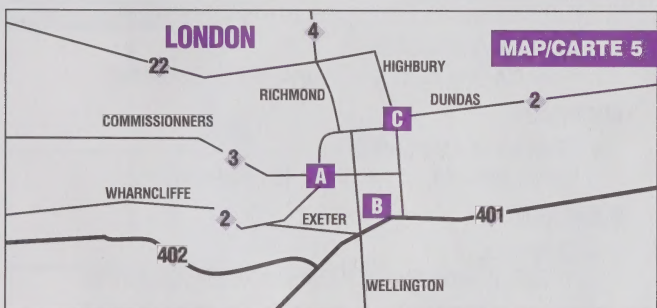 LONDON
4
MAP/CARTE 5
22
HIGHBURY
RICHMOND
DUNDAS
2
COMMISSIONNERS
C
3
A
WHARNCLIFFE
B
2
EXETER
401
402
WELLINGTON